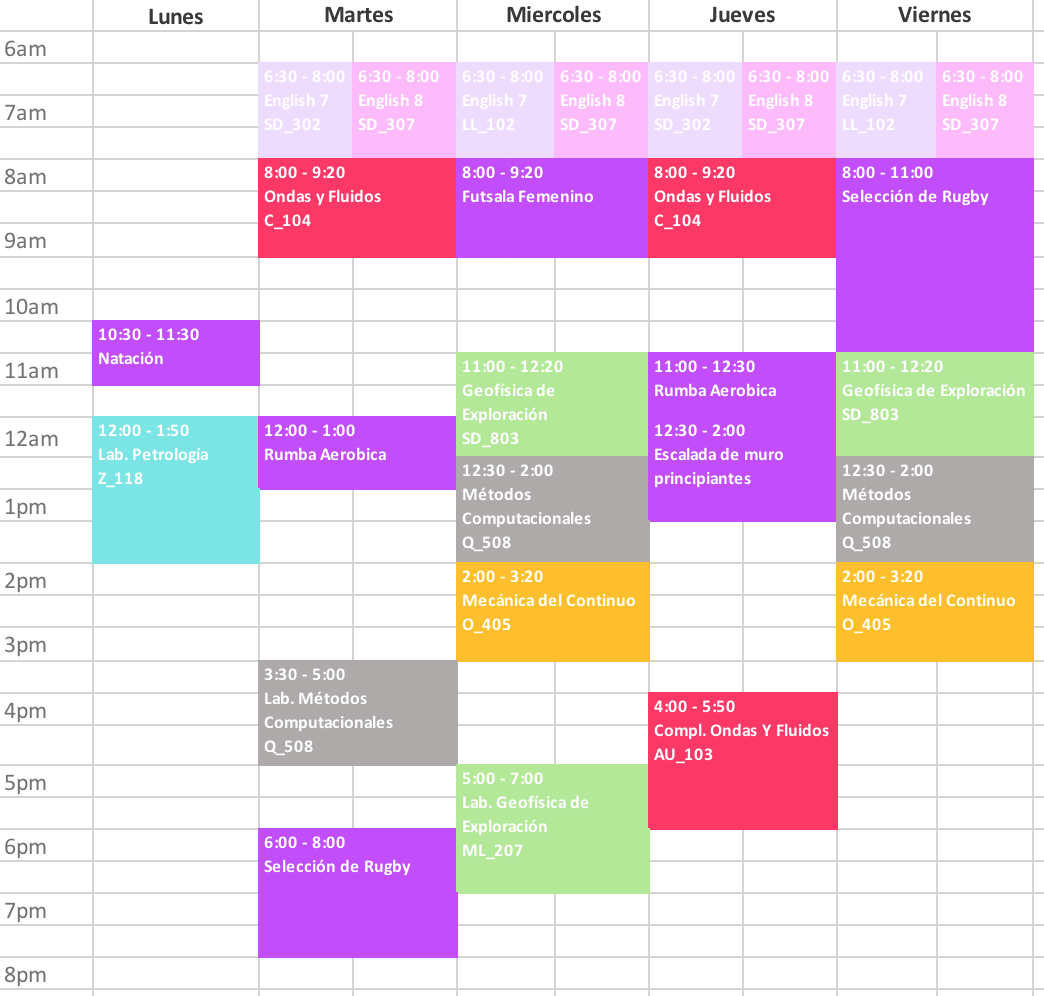 Lunes Martes Miercoles Jueves Viernes
6am
6:30 - 8:00 6:30 - 8:00 6:30 - 8:00 6:30 - 8:00 6:30 - 8:00 6:30 - 8:00 6:30 - 8:00 6:30 - 8:00
English 7 English 8 English 7 English 8 English 7 English 8 English 7 English 8
7am
SD_302 SD_307 LL_102 SD_307 SD_302 SD_307 LL_102 SD_307
8am
8:00 - 9:20 8:00 - 9:20 8:00 - 9:20 8:00 - 11:00
Ondas y Fluidos Futsala Femenino Ondas y Fluidos Selección de Rugby
C_104 C_104
9am
10am
10:30 - 11:30
Natación
11am
11:00 - 12:20 11:00 - 12:30 11:00 - 12:20
Geofísica de Rumba Aerobica Geofísica de Exploración
Exploración SD_803
SD_803
12am
12:00 - 1:50 12:00 - 1:00 12:30 - 2:00
Lab. Petrología Rumba Aerobica Escalada de muro
Z_118 principiantes
12:30 - 2:00 12:30 - 2:00
Métodos Métodos
1pm
Computacionales Computacionales
Q_508 Q_508
2pm
2:00 - 3:20 2:00 - 3:20
Mecánica del Continuo Mecánica del Continuo
O_405 O_405
3pm
3:30 - 5:00
Lab. Métodos
Computacionales
Q_508
4pm
4:00 - 5:50
Compl. Ondas Y Fluidos
AU_103
5pm
5:00 - 7:00
Lab. Geofísica de
Exploración
ML_207
6pm
6:00 - 8:00
Selección de Rugby
7pm
8pm